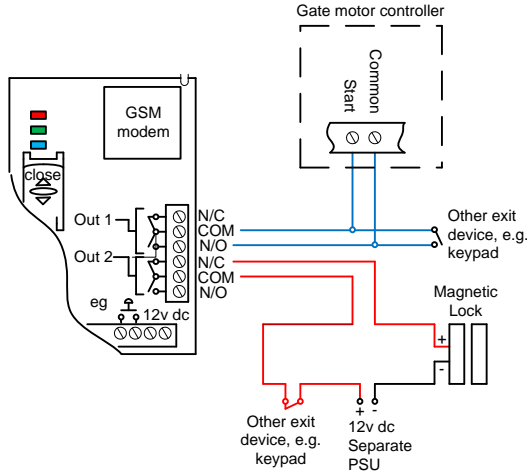 Gate motor controller
Start
Common
GSM
modem
close
Out 1
Out 2
N/C
COM
N/O
N/C
COM
N/O
eg
12v dc
Other exit
device, e.g.
keypad
Magnetic
Lock
+
-
Other exit
device, e.g.
keypad
+ -
12v dc
Separate
PSU